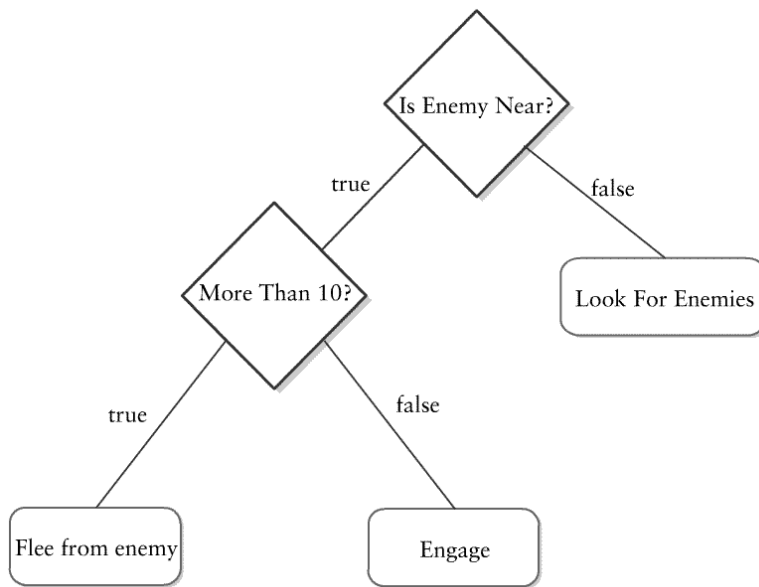 Is Enemy Near?
true
false
More Than 10?
Look For Enemies
true
false
Flee from enemy
Engage